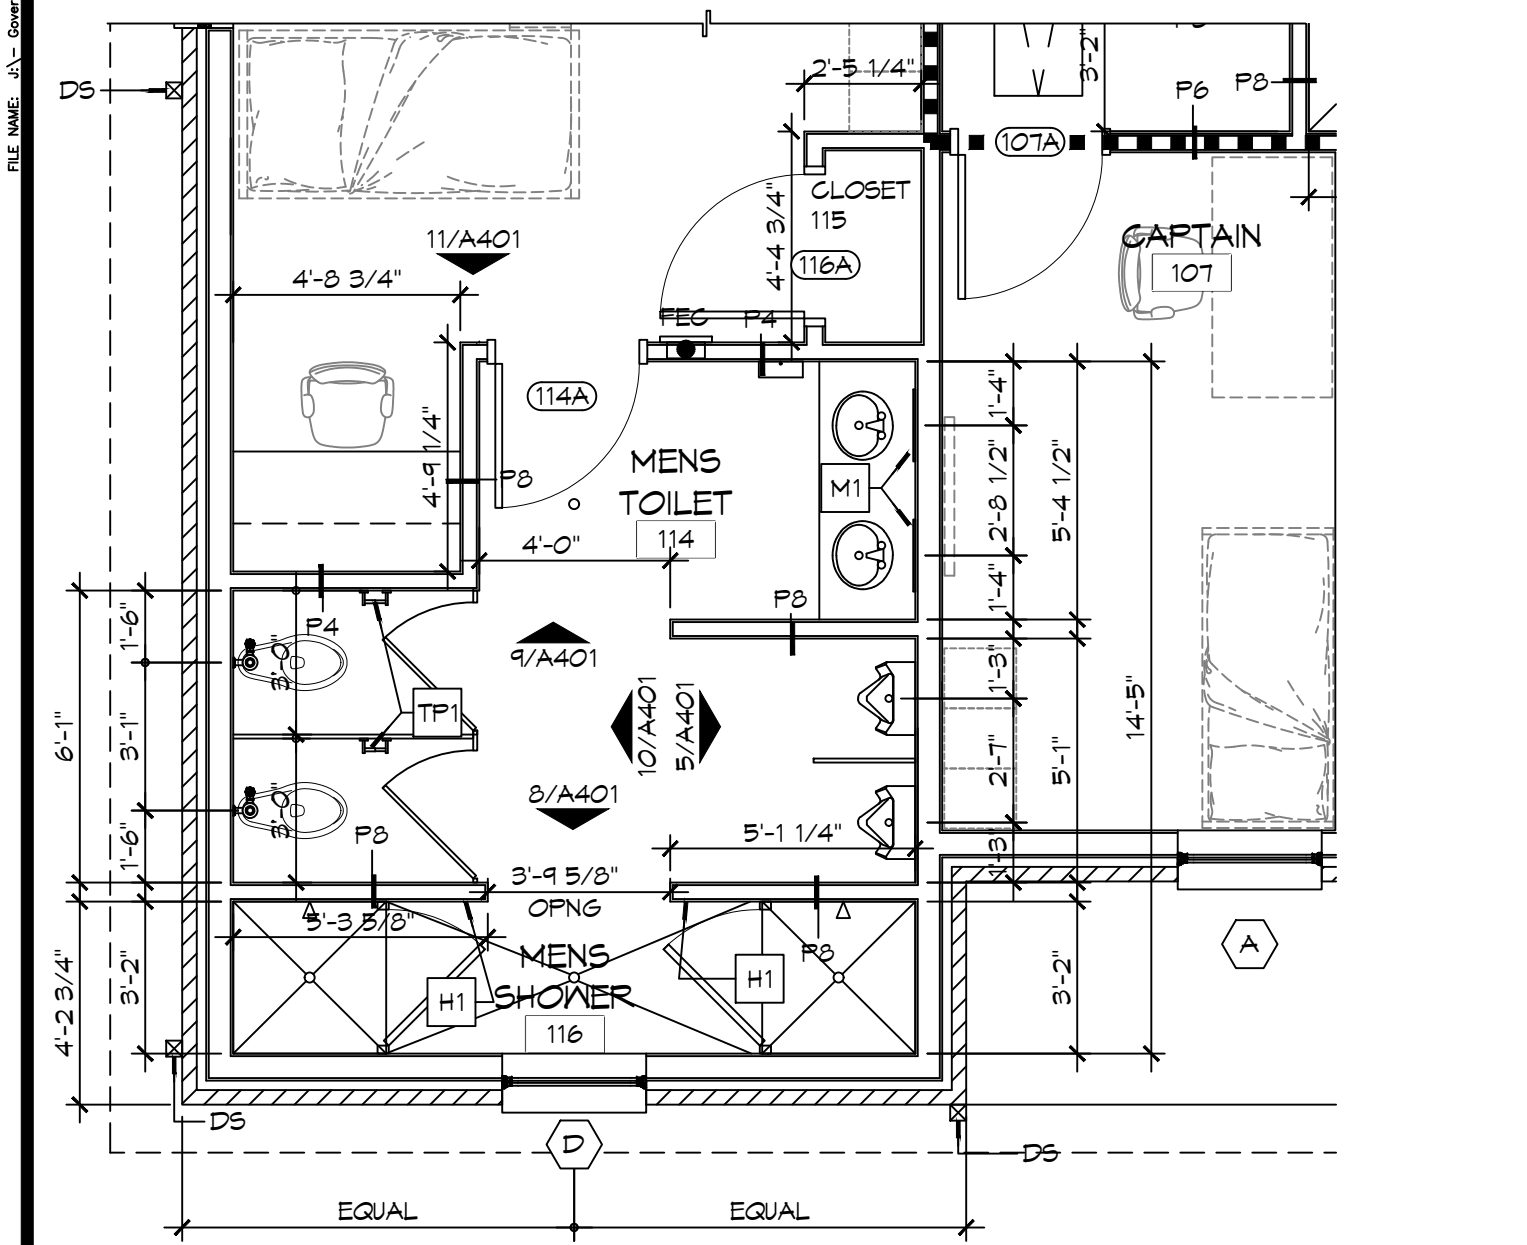 FILE NAME: J:\- Gover
DS
2'-5 1/4"
3'-2"
P6
P8
107A
CLOSET
115
4'-4 3/4"
116A
CAPTAIN
107
11/A401
4'-8 3/4"
FEC
P4
114A
4'-9 1/4"
P8
MENS
TOILET
114
M1
4'-0"
1'-4"
2'-8 1/2"
1'-4"
5'-4 1/2"
P8
P4
1'-6"
3'-0"
TP1
9/A401
10/A401
5/A401
1'-3"
14'-5"
6'-1"
3'-1"
2'-7"
5'-1"
8/A401
3'-0"
P8
1'-6"
5'-1 1/4"
1'-3"
3'-9 5/8"
OPNG
5'-3 5/8"
MENS
SHOWER
116
H1
H1
P8
A
4'-2 3/4"
3'-2"
3'-2"
DS
D
DS
EQUAL
EQUAL